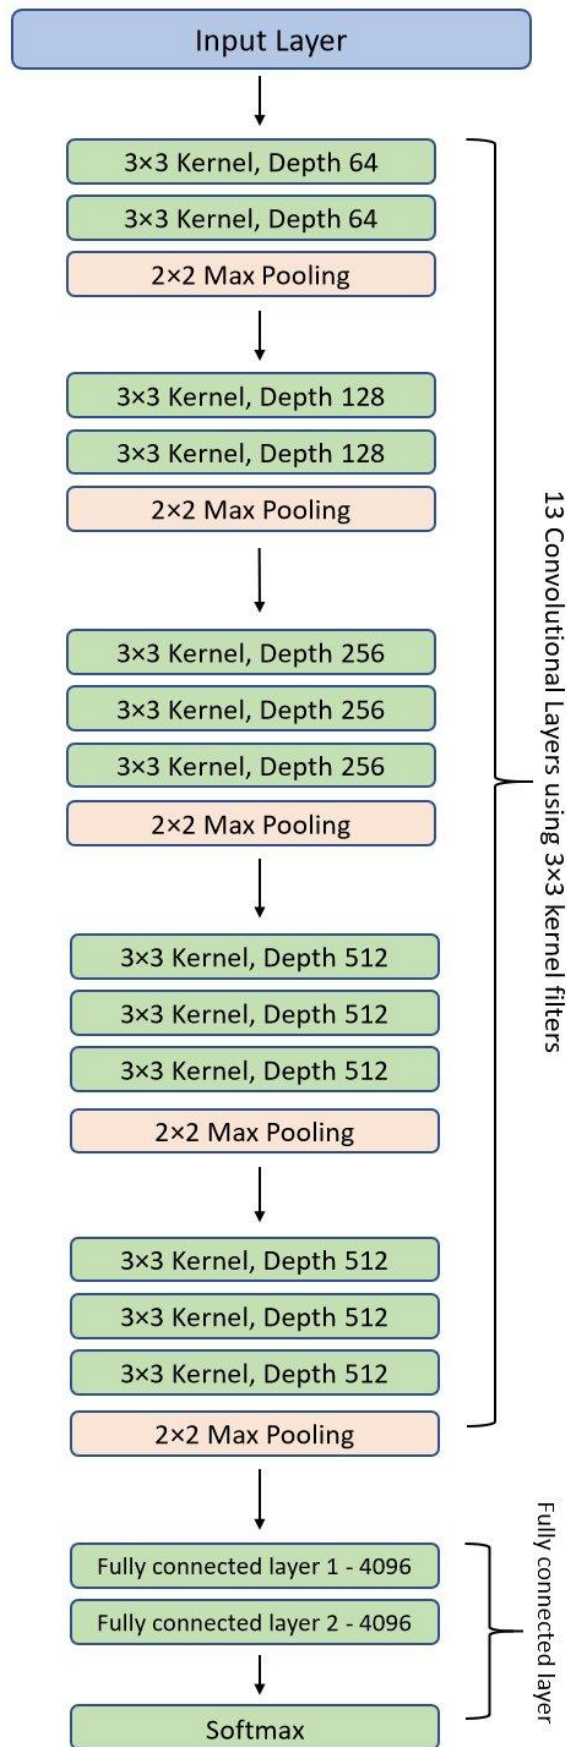 Input Layer
3×3 Kernel, Depth 64
3×3 Kernel, Depth 64
2×2 Max Pooling
3×3 Kernel, Depth 128
3×3 Kernel, Depth 128
2×2 Max Pooling
3×3 Kernel, Depth 256
3×3 Kernel, Depth 256
3×3 Kernel, Depth 256
2×2 Max Pooling
3×3 Kernel, Depth 512
3×3 Kernel, Depth 512
3×3 Kernel, Depth 512
2×2 Max Pooling
3×3 Kernel, Depth 512
3×3 Kernel, Depth 512
3×3 Kernel, Depth 512
2×2 Max Pooling
13 Convolutional Layers using 3×3 kernel filters
Fully connected layer 1 - 4096
Fully connected layer 2 - 4096
Softmax
Fully connected layer